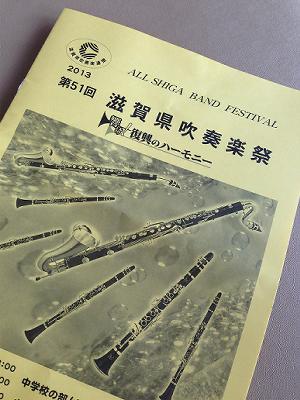 2013
ALL SHIGA BAND FESTIVAL
第51回
滋賀県吹奏楽祭
復興のハーモニー
:00
中学校の部